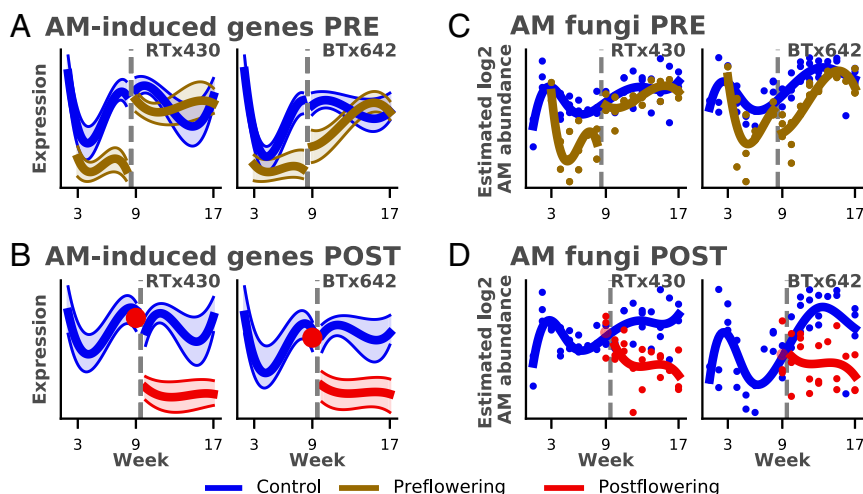 A AM-induced genes PRE
RTx430 BTx642
Expression
3 9 17 3 9 17
C AM fungi PRE
RTx430 BTx642
Estimated log2
AM abundance
3 9 17 3 9 17
B AM-induced genes POST
RTx430 BTx642
Expression
3 9 17 3 9 17
Week
D AM fungi POST
RTx430 BTx642
Estimated log2
AM abundance
3 9 17 3 9 17
Week
Control Preflowering Postflowering